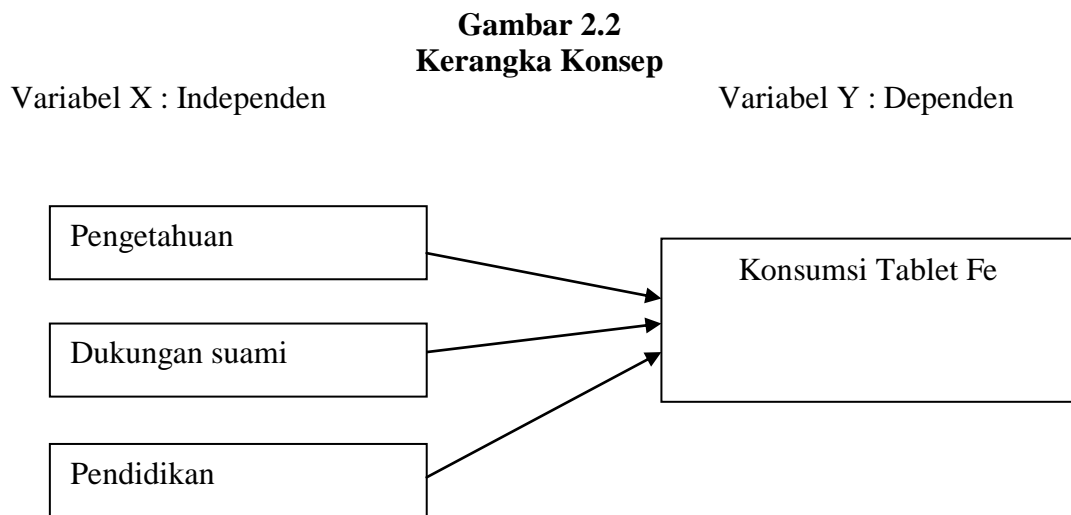 Gambar 2.2
Kerangka Konsep
Variabel X : Independen
Variabel Y : Dependen
Pengetahuan
Konsumsi Tablet Fe
Dukungan suami
Pendidikan